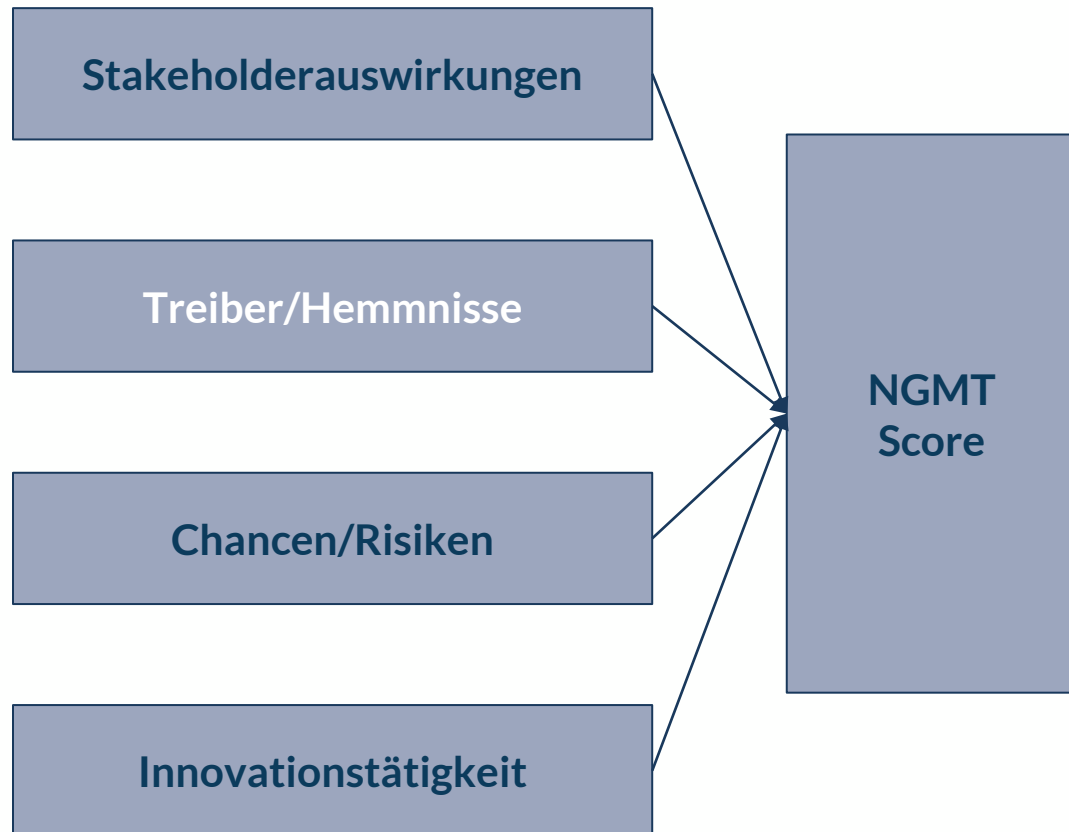 Stakeholderauswirkungen
Treiber/Hemmnisse
Chancen/Risiken
Innovationstätigkeit
NGMT
Score